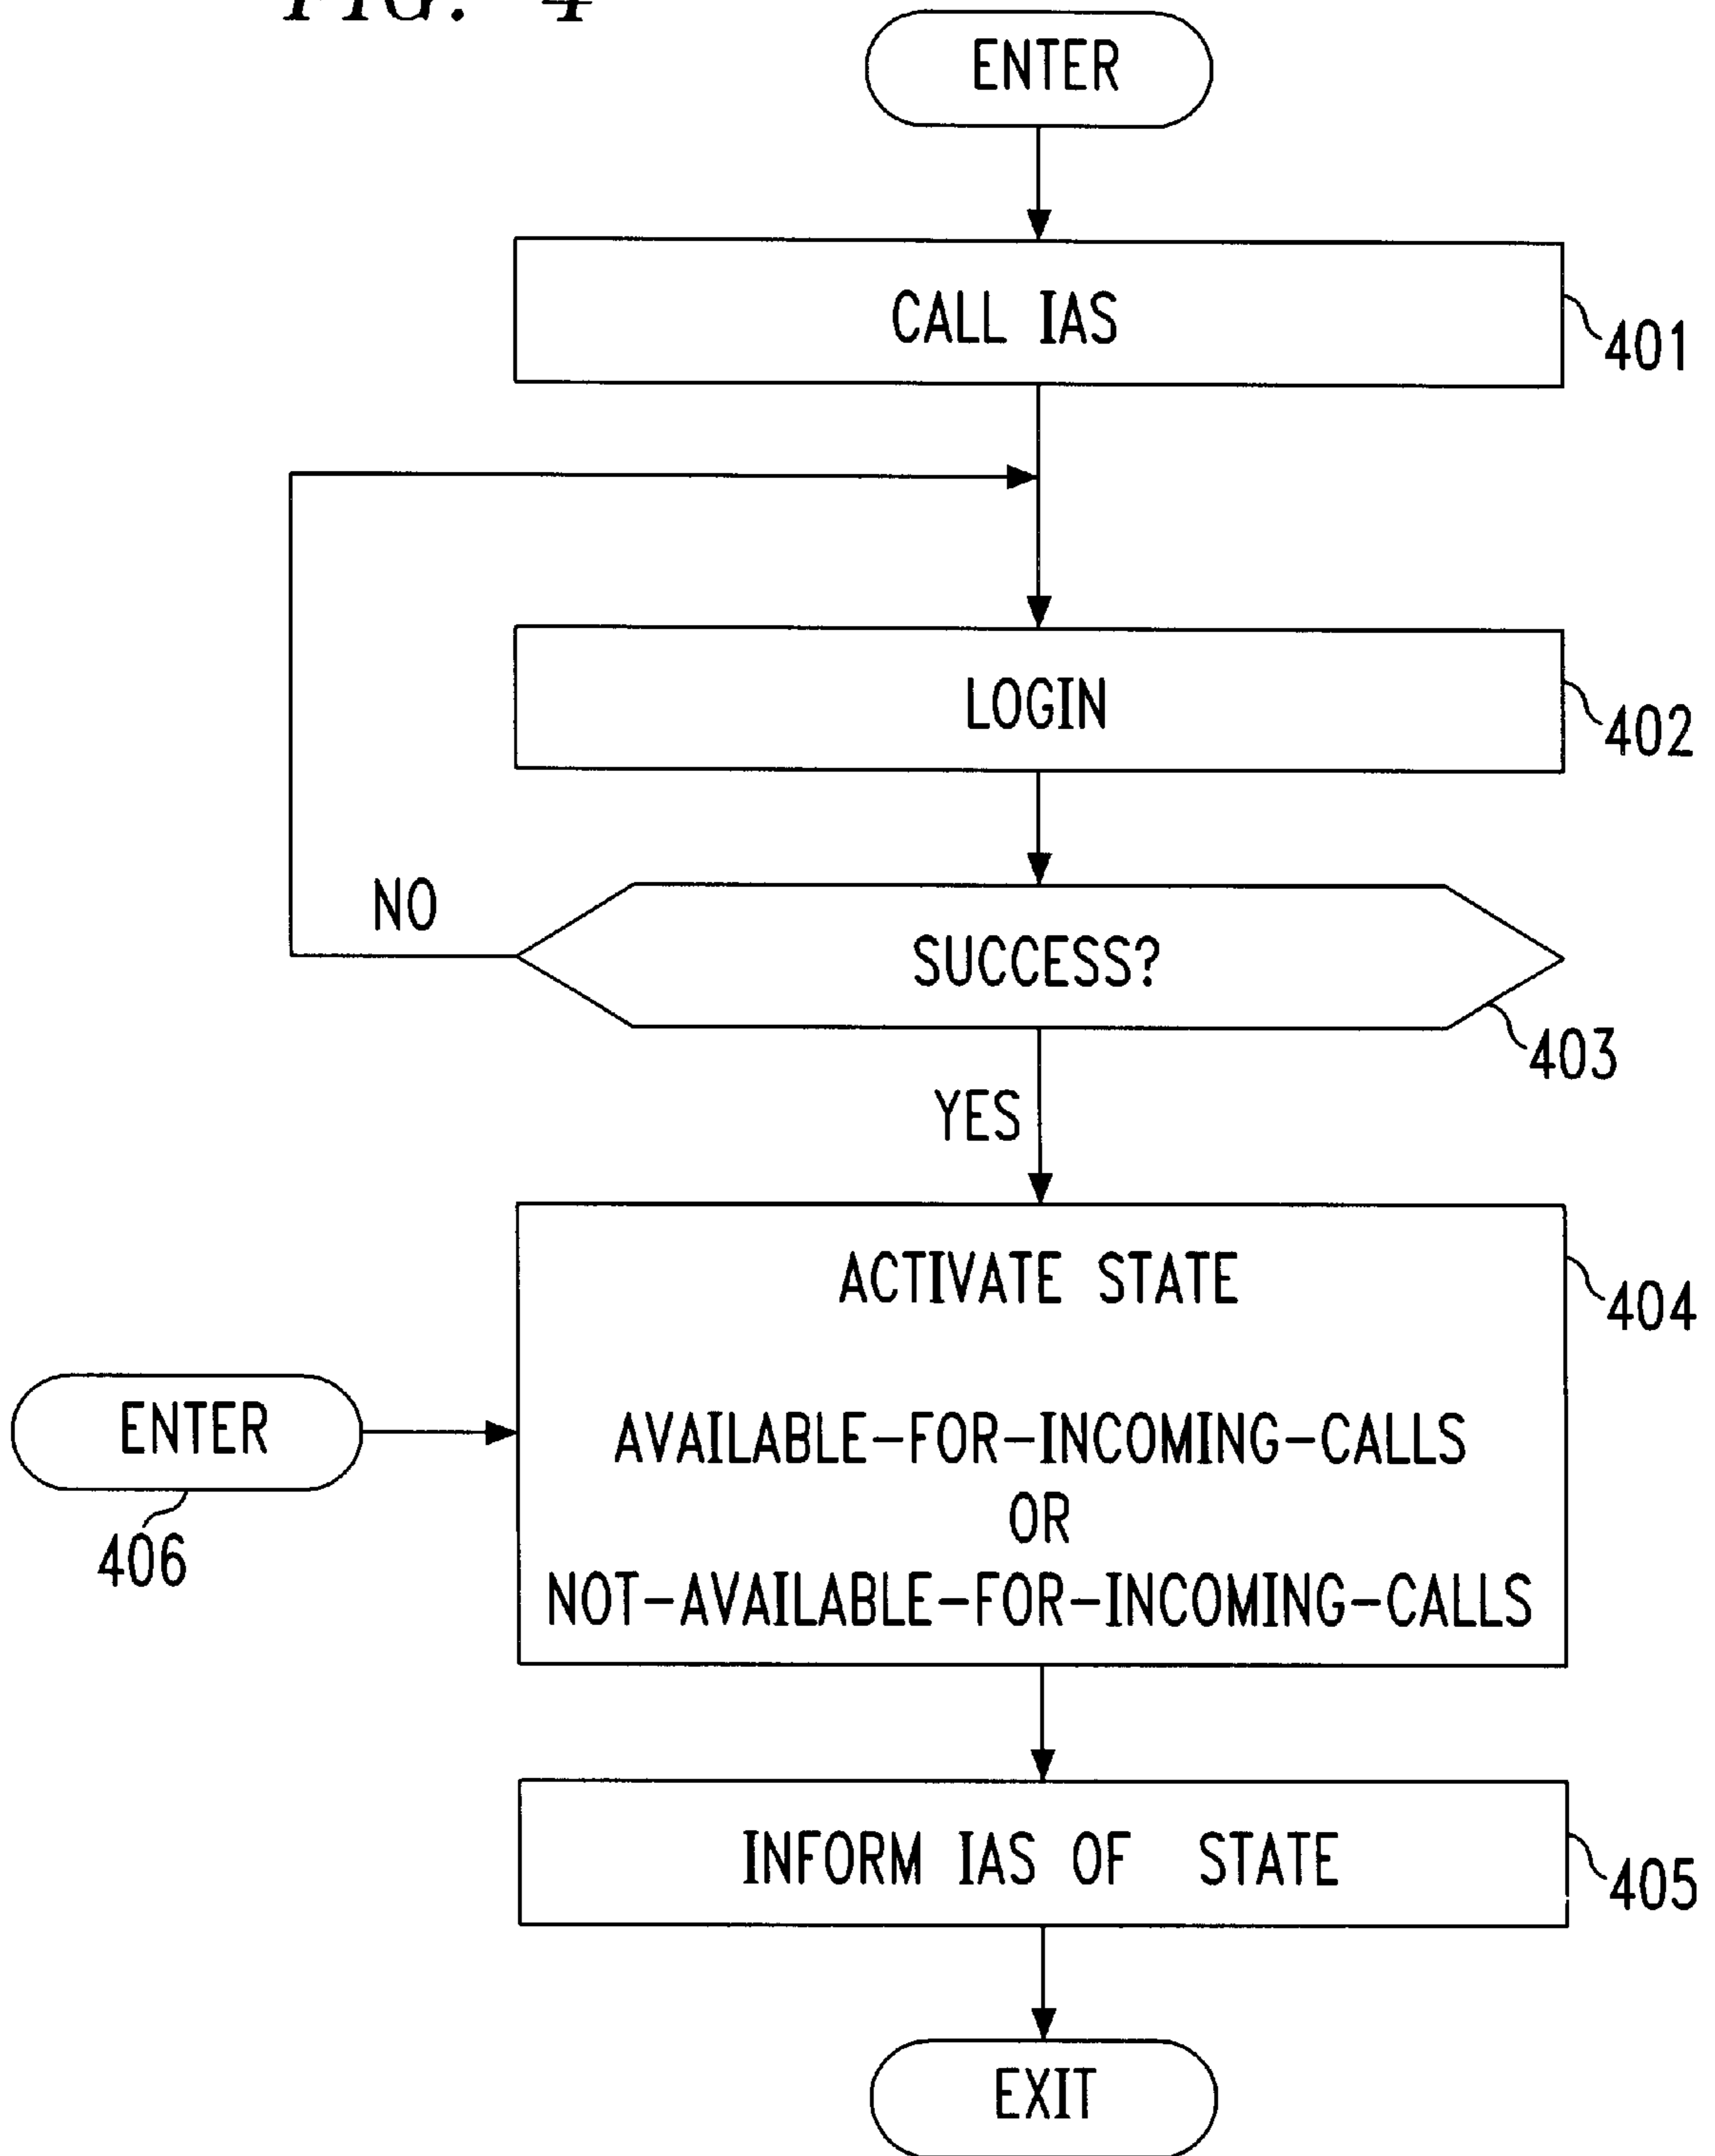 FIG. 4
ENTER
CALL IAS
401
LOGIN
402
NO
SUCCESS?
403
YES
ACTIVATE STATE
404
AVAILABLE-FOR-INCOMING-CALLS
OR
NOT-AVAILABLE-FOR-INCOMING-CALLS
ENTER
406
INFORM IAS OF STATE
405
EXIT